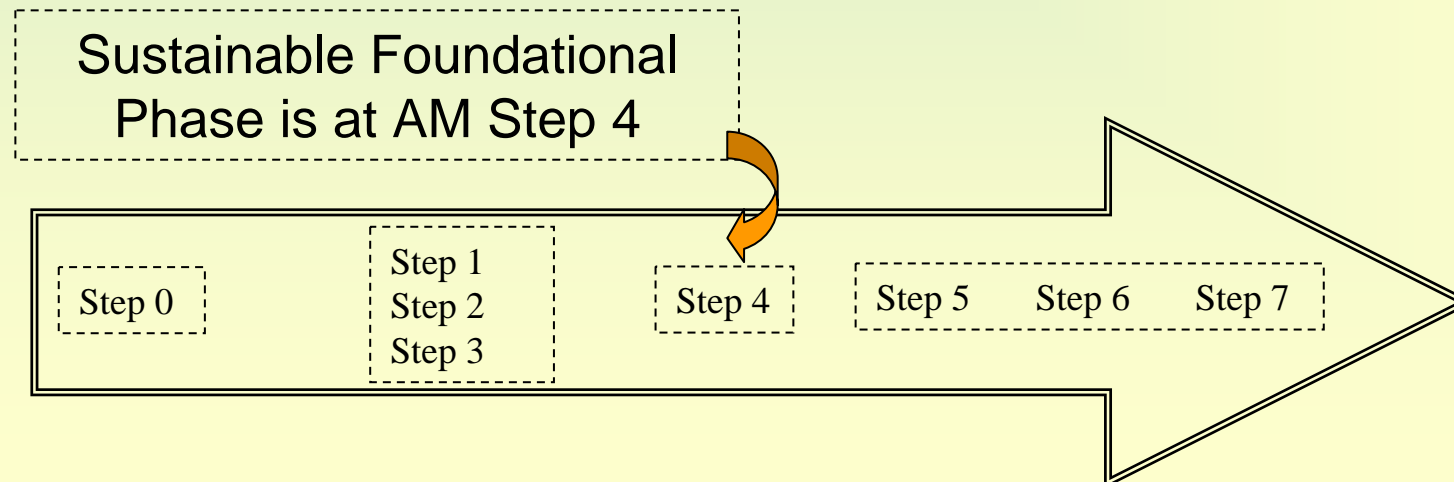 Sustainable Foundational
Phase is at AM Step 4
Step 0
Step 1
Step 2
Step 3
Step 4
Step 5 Step 6 Step 7